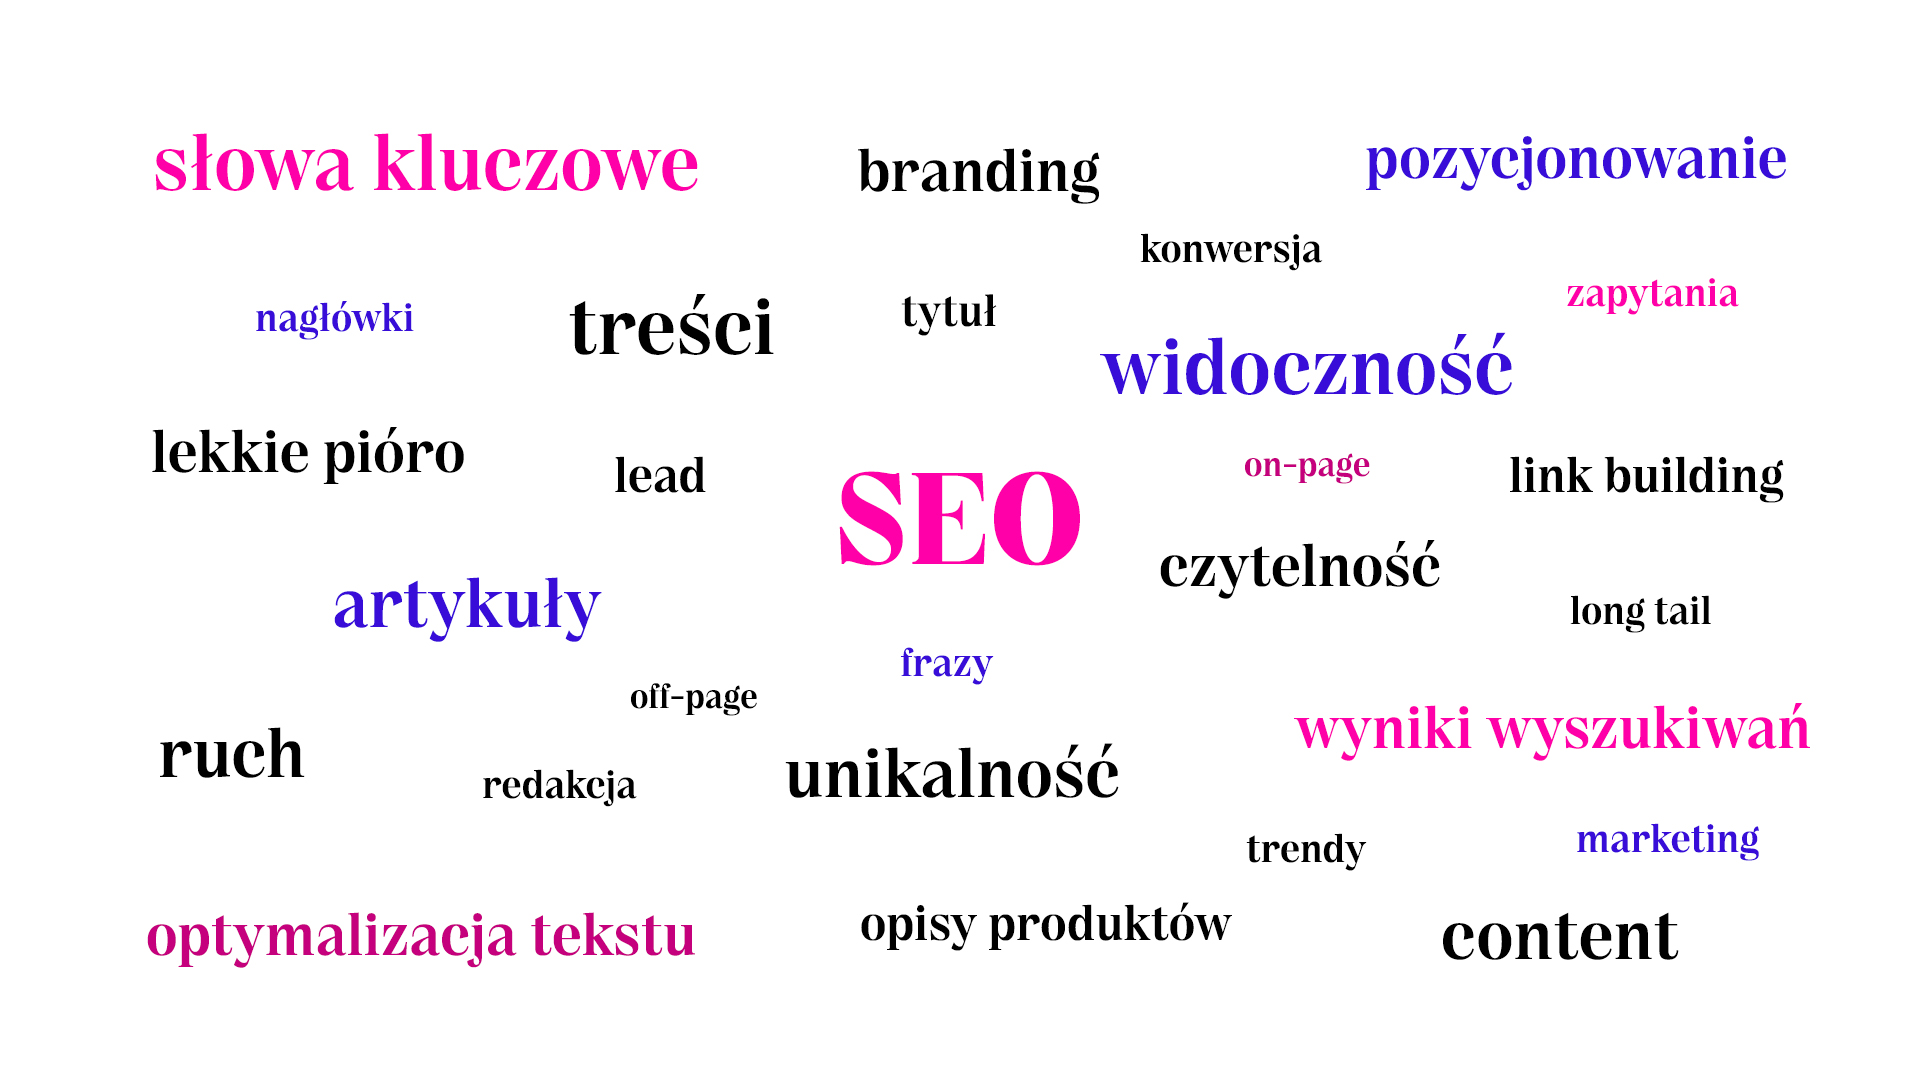 słowa kluczowe
branding
pozycjonowanie
konwersja
nagłówki
treści
tytuł
zapytania
widoczność
lekkie pióro
lead
SEO
on-page
link building
czytelność
artykuły
long tail
frazy
off-page
ruch
redakcja
unikalność
wyniki wyszukiwań
trendy
marketing
optymalizacja tekstu
opisy produktów
content